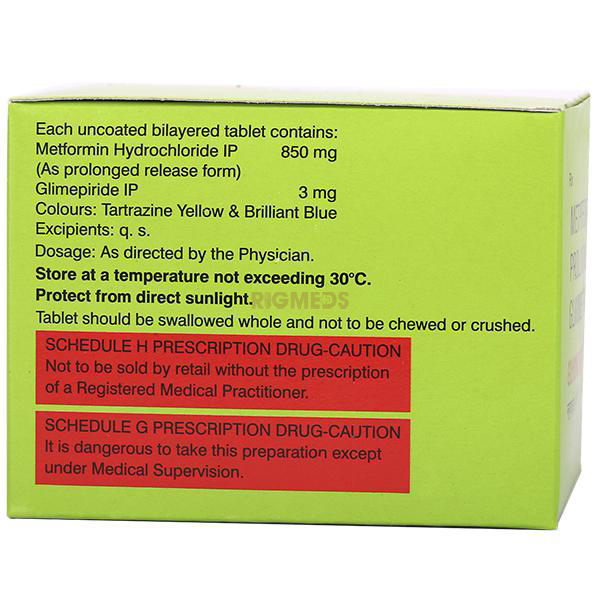 Each uncoated bilayered tablet contains:
Metformin Hydrochloride IP 850 mg
(As prolonged release form)
Glimepiride IP 3 mg
Colours: Tartrazine Yellow & Brilliant Blue
Excipients: q. s.
Dosage: As directed by the Physician.
Store at a temperature not exceeding 30°C.
Protect from direct sunlight.
RIGMEDS
Tablet should be swallowed whole and not to be chewed or crushed.
SCHEDULE H PRESCRIPTION DRUG-CAUTION
Not to be sold by retail without the prescription
of a Registered Medical Practitioner.
SCHEDULE G PRESCRIPTION DRUG-CAUTION
It is dangerous to take this preparation except
under Medical Supervision.